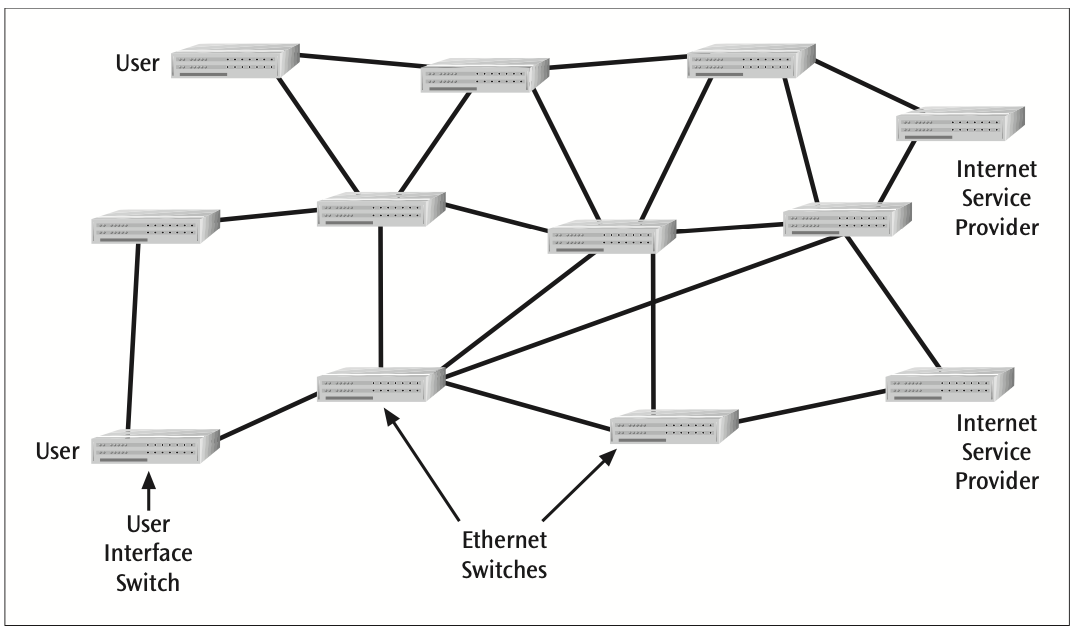 User
Internet
Service
Provider
User
Internet
Service
Provider
User
Interface
Switch
Ethernet
Switches